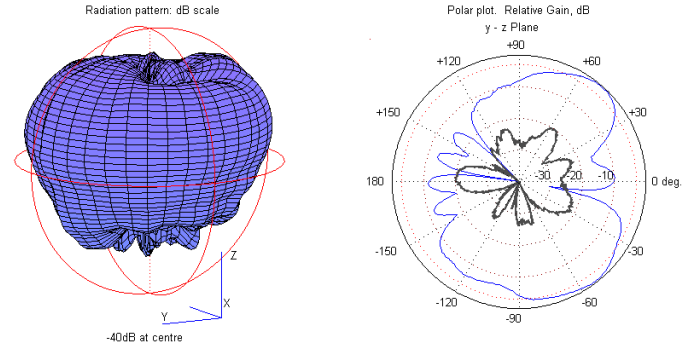 Radiation pattern: dB scale
Z
X
Y
-40dB at centre
Polar plot. Relative Gain, dB
y - z Plane
+90
+120 +60
+150 +30
180 -30 -20 -10 0 deg.
-150 -30
-120 -60
-90